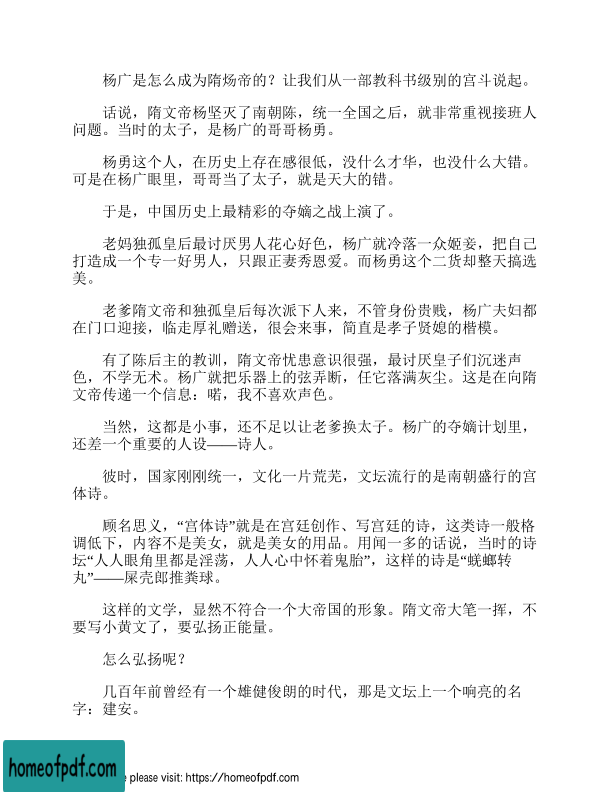 杨广是怎么成为隋炀帝的？让我们从一部教科书级别的宫斗说起。
话说，隋文帝杨坚灭了南朝陈，统一全国之后，就非常重视接班人
问题。当时的太子，是杨广的哥哥杨勇。
杨勇这个人，在历史上存在感很低，没什么才华，也没什么大错。
可是在杨广眼里，哥哥当了太子，就是天大的错。
于是，中国历史上最精彩的夺嫡之战上演了。
老妈独孤皇后最讨厌男人花心好色，杨广就冷落一众姬妾，把自己
打造成一个专一好男人，只跟正妻秀恩爱。而杨勇这个二货却整天搞选
美。
老爹隋文帝和独孤皇后每次派下人来，不管身份贵贱，杨广夫妇都
在门口迎接，临走厚礼赠送，很会来事，简直是孝子贤媳的楷模。
有了陈后主的教训，隋文帝忧患意识很强，最讨厌皇子们沉迷声
色，不学无术。杨广就把乐器上的弦弄断，任它落满灰尘。这是在向隋
文帝传递一个信息：喏，我不喜欢声色。
当然，这都是小事，还不足以让老爹换太子。杨广的夺嫡计划里，
还差一个重要的人设——诗人。
彼时，国家刚刚统一，文化一片荒芜，文坛流行的是南朝盛行的宫
体诗。
顾名思义，“宫体诗”就是在宫廷创作、写宫廷的诗，这类诗一般格
调低下，内容不是美女，就是美女的用品。用闻一多的话说，当时的诗
坛“人人眼角里都是淫荡，人人心中怀着鬼胎”，这样的诗是“蜣螂转
丸”——屎壳郎推粪球。
这样的文学，显然不符合一个大帝国的形象。隋文帝大笔一挥，不
要写小黄文了，要弘扬正能量。
怎么弘扬呢？
几百年前曾经有一个雄健俊朗的时代，那是文坛上一个响亮的名
字：建安。
homeofpdf.com
e please visit: https://homeofpdf.com